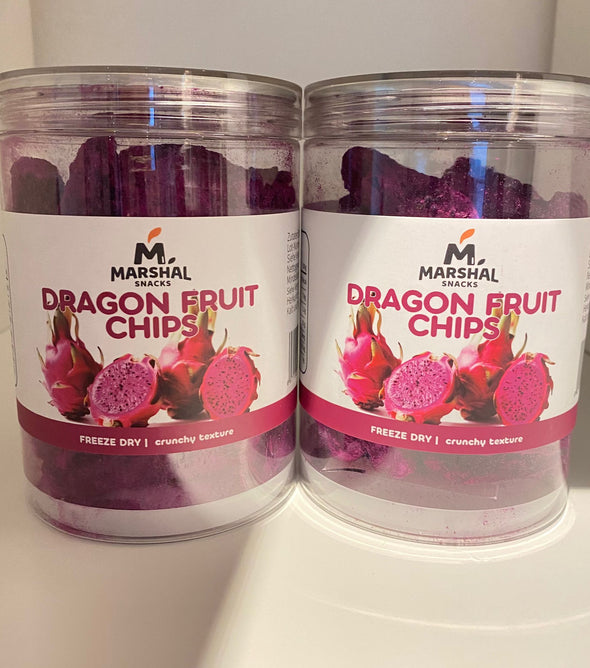 MARSHAL
SNACKS
DRAGON FRUIT
CHIPS
FREEZE DRY | crunchy texture
MARSHAL
SNACKS
DRAGON FRUIT
CHIPS
FREEZE DRY | crunchy texture